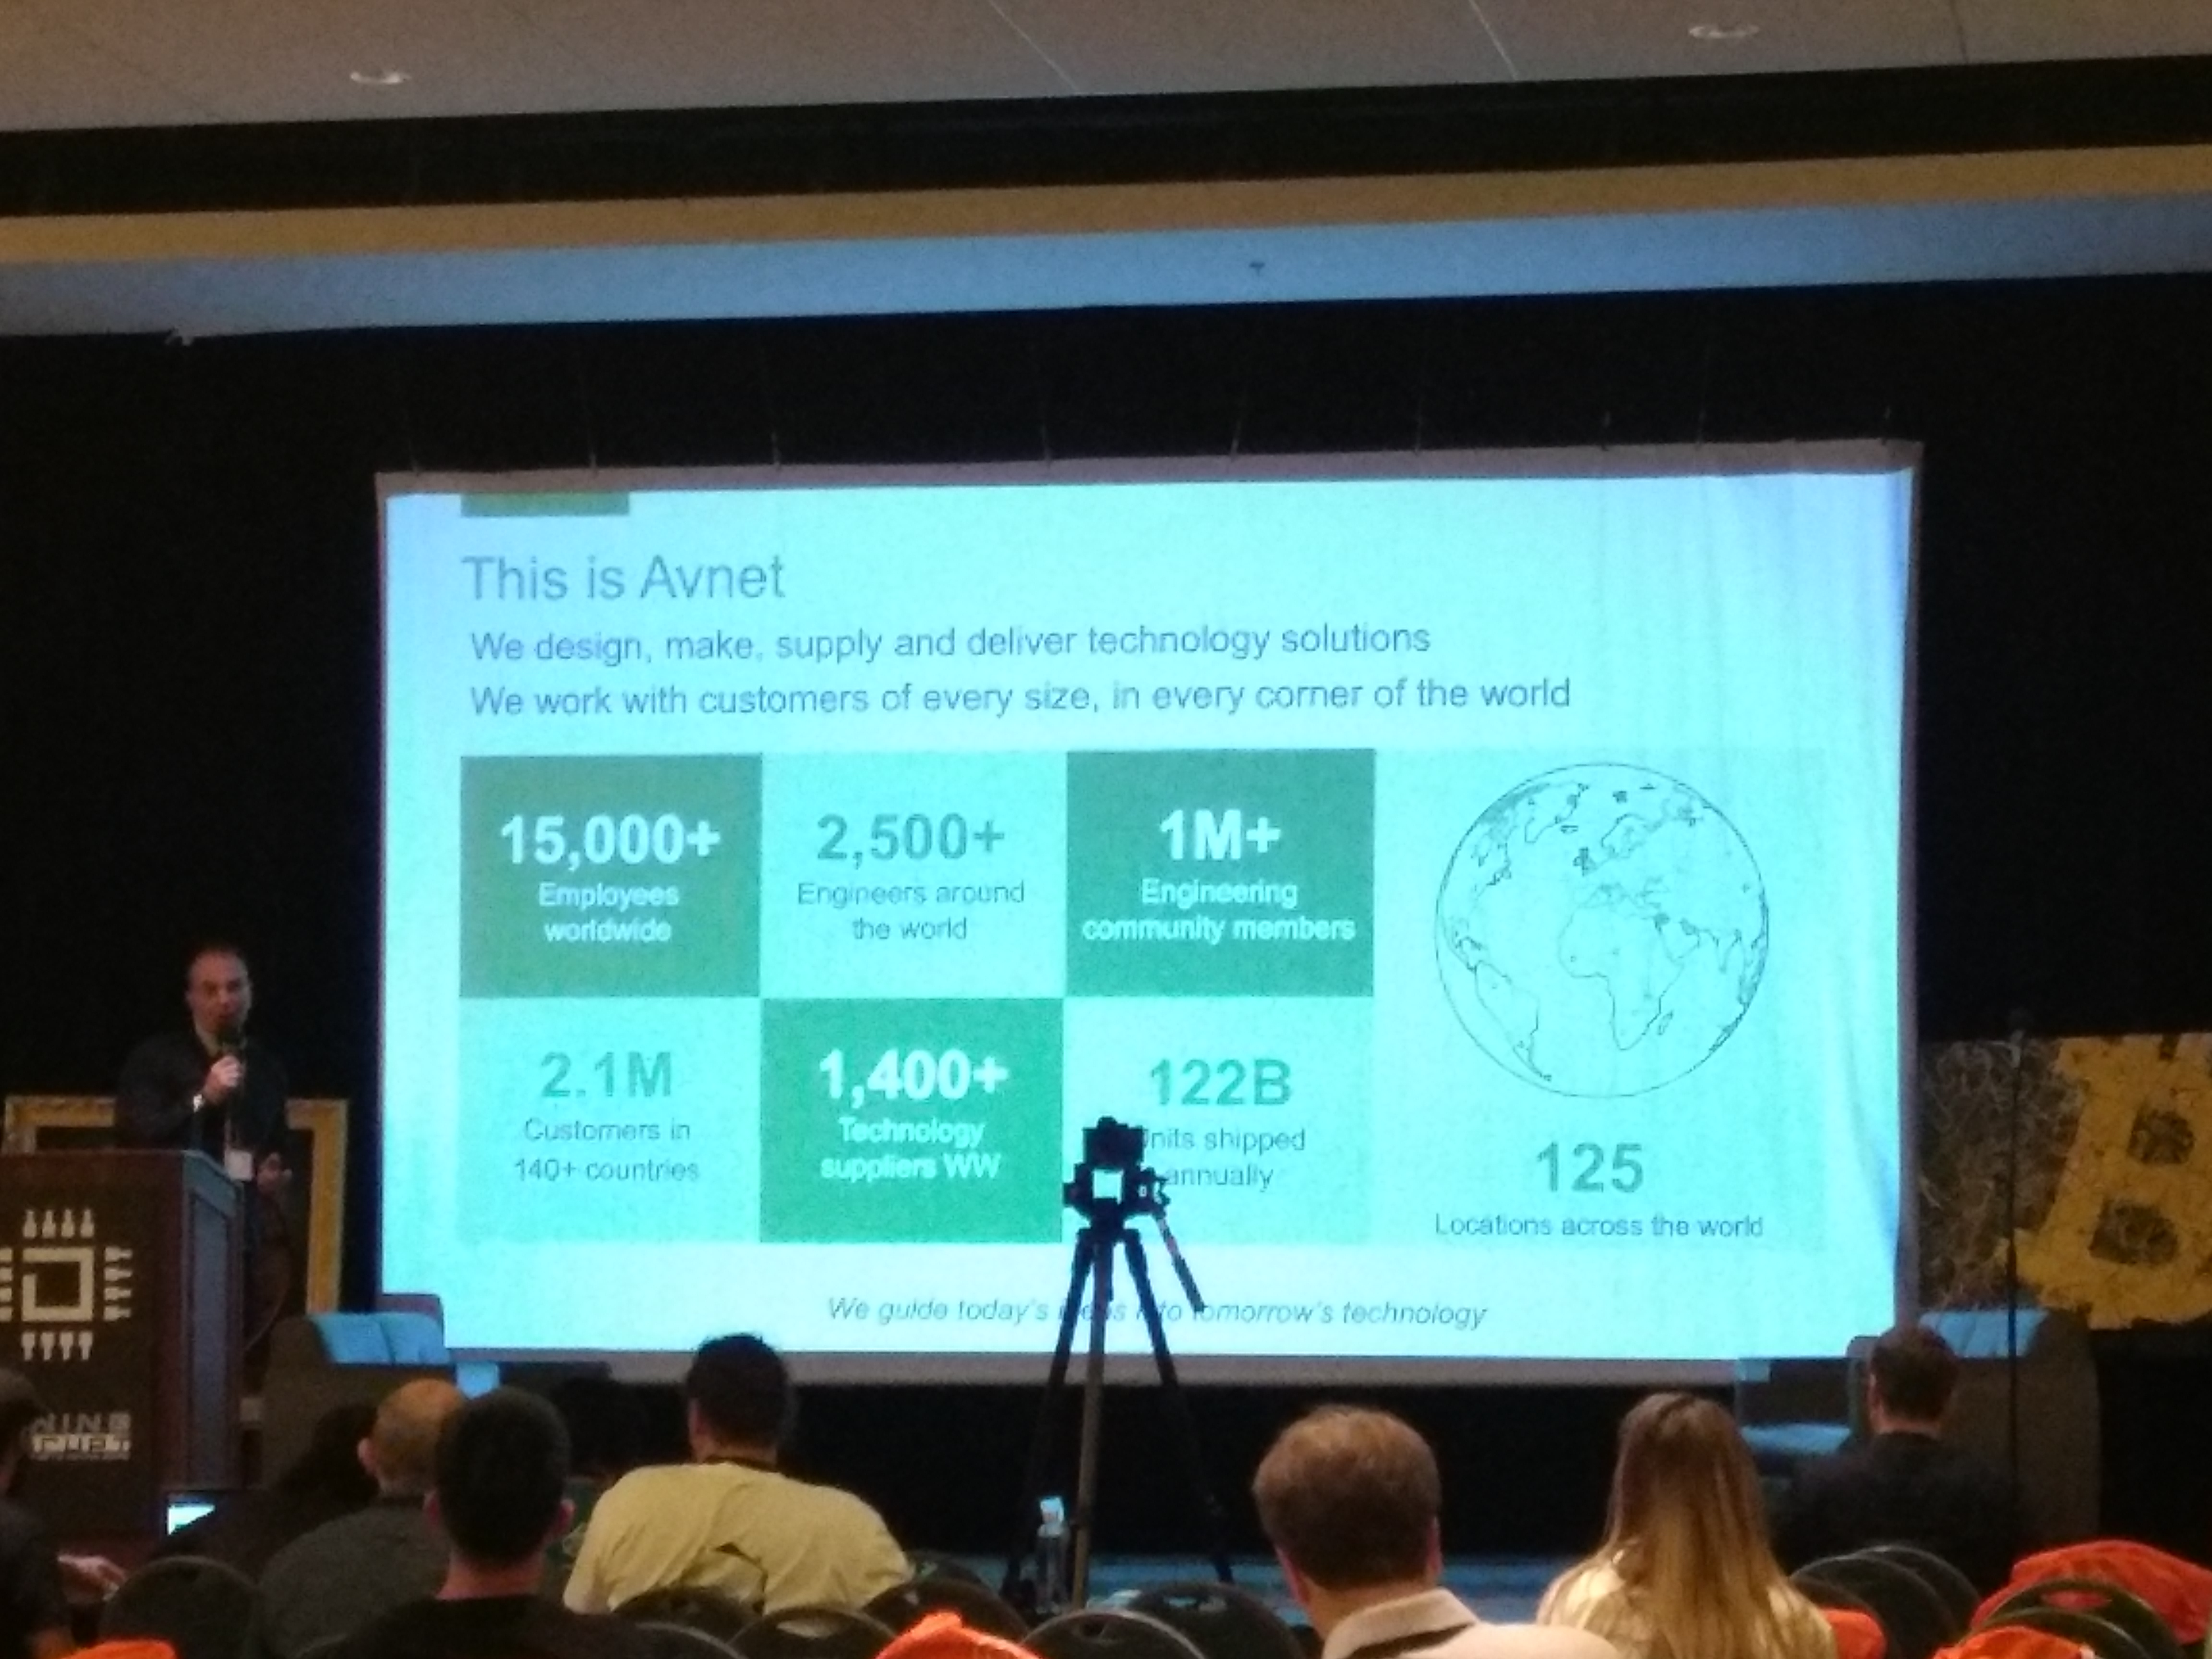 This is Avnet
We design, make, supply and deliver technology solutions
We work with customers of every size, in every corner of the world
15,000+
Employees
worldwide
2,500+
Engineers around
the world
1M+
Engineering
community members
2.1M
Customers in
140+ countries
1,400+
Technology
suppliers WW
122B
Units shipped
annually
125
Locations across the world
We guide today's ideas into tomorrow's technology